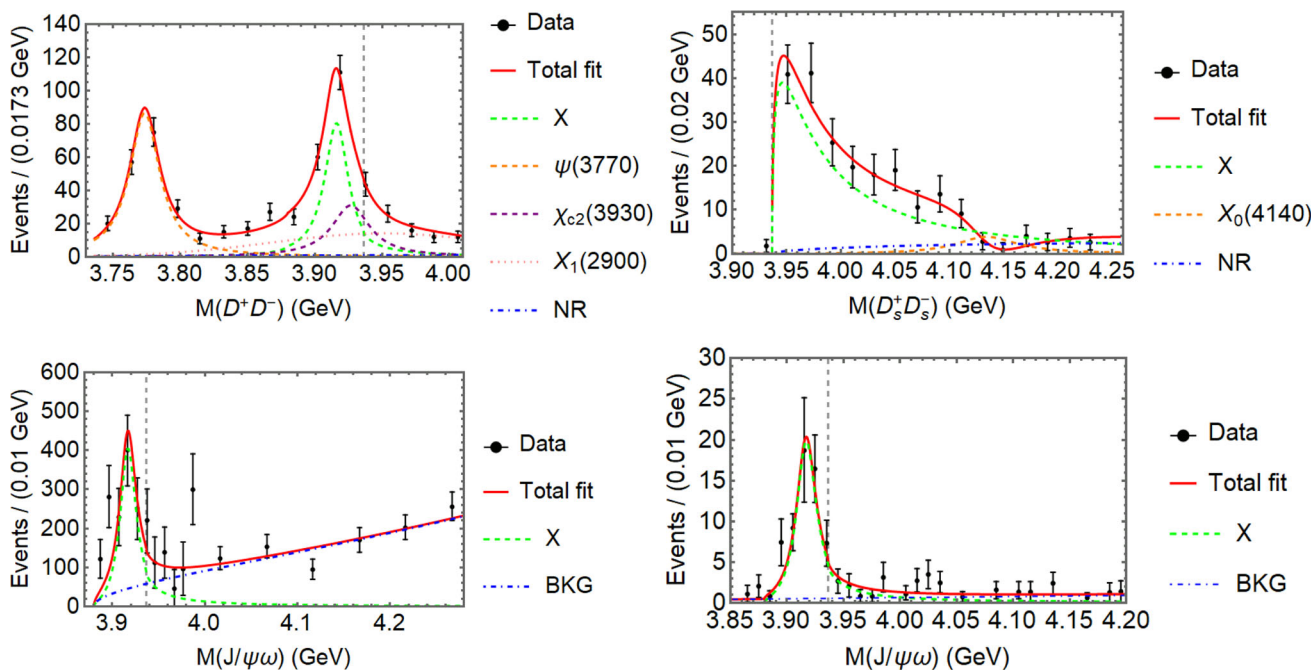 140
120
100
80
60
40
20
0
Events / (0.0173 GeV)
3.75
3.80
3.85
3.90
3.95
4.00
M(D⁺D⁻) (GeV)
Data
Total fit
X
ψ(3770)
χc2(3930)
X₁(2900)
NR
50
40
30
20
10
0
Events / (0.02 GeV)
3.90
3.95
4.00
4.05
4.10
4.15
4.20
4.25
M(Dₛ⁺Dₛ⁻) (GeV)
Data
Total fit
X
X₀(4140)
NR
600
500
400
300
200
100
0
Events / (0.01 GeV)
3.9
4.0
4.1
4.2
M(J/ψω) (GeV)
Data
Total fit
X
BKG
30
25
20
15
10
5
0
Events / (0.01 GeV)
3.85
3.90
3.95
4.00
4.05
4.10
4.15
4.20
M(J/ψω) (GeV)
Data
Total fit
X
BKG